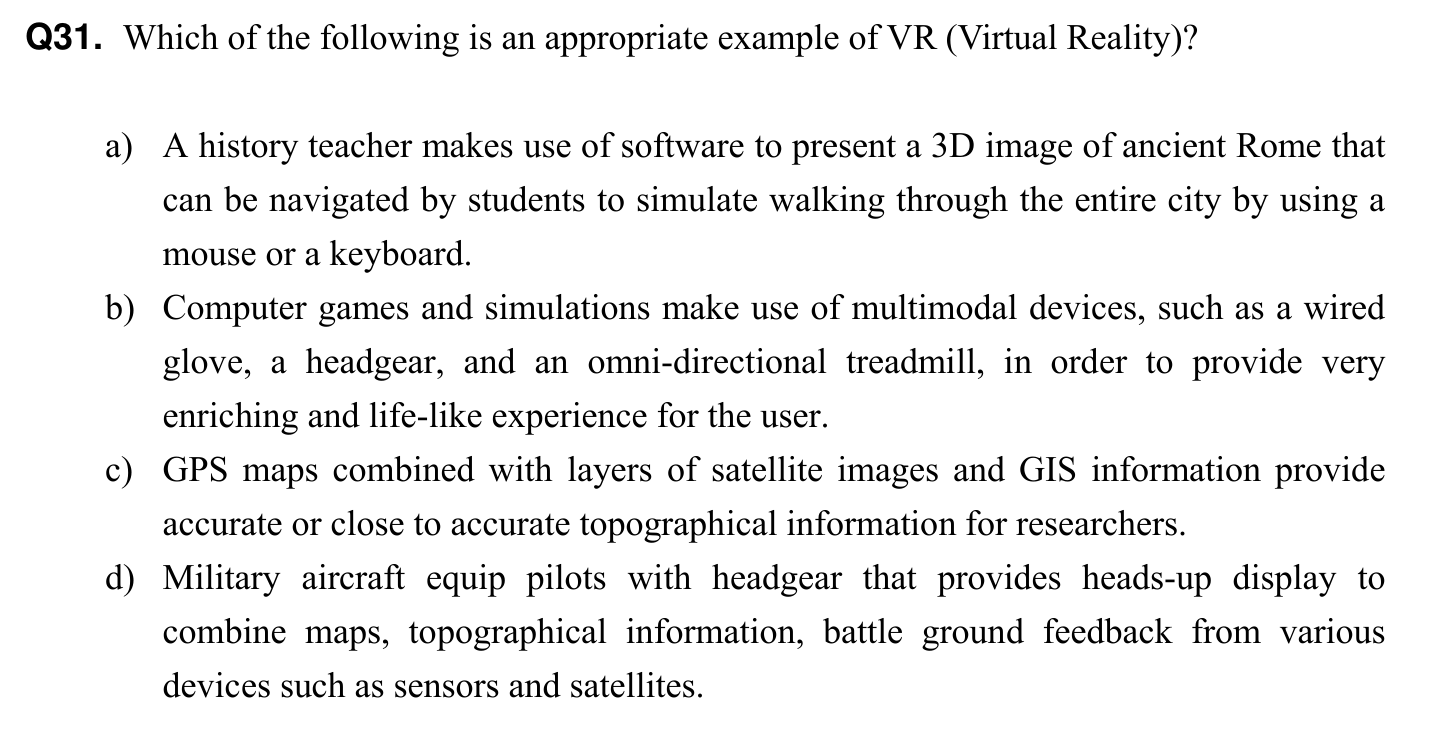 Q31. Which of the following is an appropriate example of VR (Virtual Reality)?
a) A history teacher makes use of software to present a 3D image of ancient Rome that
can be navigated by students to simulate walking through the entire city by using a
mouse or a keyboard.
b) Computer games and simulations make use of multimodal devices, such as a wired
glove, a headgear, and an omni-directional treadmill, in order to provide very
enriching and life-like experience for the user.
c) GPS maps combined with layers of satellite images and GIS information provide
accurate or close to accurate topographical information for researchers.
d) Military aircraft equip pilots with headgear that provides heads-up display to
combine maps, topographical information, battle ground feedback from various
devices such as sensors and satellites.